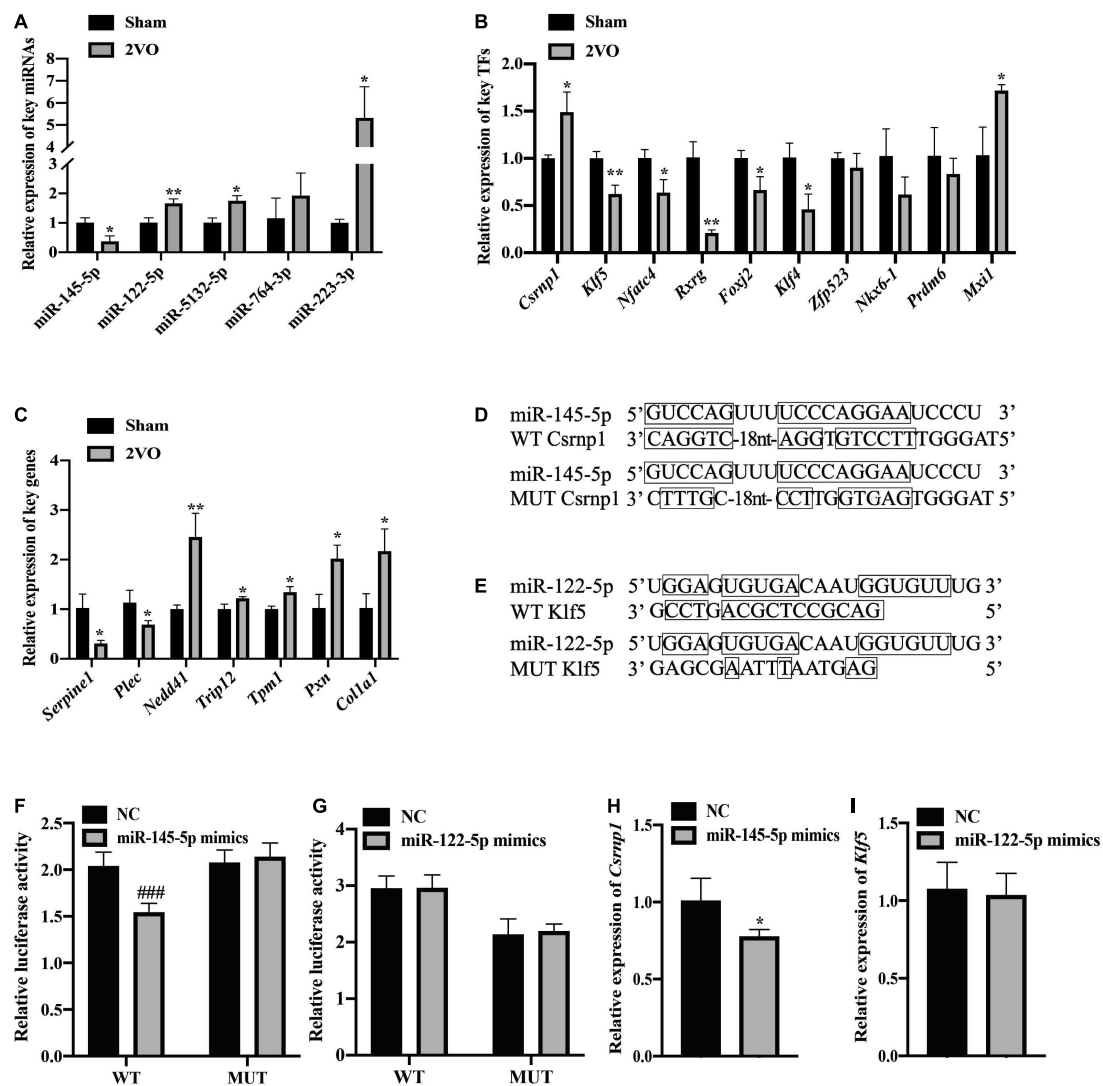 A
Sham
2VO
Relative expression of key miRNAs
8
7
6
5
4
3
2
1
0
*
**
*
*
miR-145-5p
miR-122-5p
miR-5132-5p
miR-764-3p
miR-223-3p
B
Sham
2VO
Relative expression of key TFs
2.0
1.5
1.0
0.5
0.0
*
**
*
**
*
*
*
Csrnp1
Klf5
Nfatc4
Rxrg
Foxj2
Klf4
Zfp523
Nkx6-1
Prdm6
Mxi1
C
Sham
2VO
Relative expression of key genes
4
3
2
1
0
*
*
**
*
*
*
*
Serpine1
Plec
Nedd41
Trip12
Tpm1
Pxn
Col1a1
D
miR-145-5p 5’GUCCAGUUUUCCCAGGAAUCCCU 3’
WT Csrnp1 3’CAGGTC-18nt-AGGTGTCCTTTGGGAT5’
miR-145-5p 5’GUCCAGUUUUCCCAGGAAUCCCU 3’
MUT Csrnp1 3’CTTTGC-18nt-CCTTGGTGAGTGGGAT 5’
E
miR-122-5p 5’UGGAGUGUGACAAUGGUGUUUG3’
WT Klf5 3’ GCCTGACGCTCCGCAG 5’
miR-122-5p 5’UGGAGUGUGACAAUGGUGUUUG3’
MUT Klf5 3’ GAGCGAATTTAATGAG 5’
F
NC
miR-145-5p mimics
Relative luciferase activity
2.5
2.0
1.5
1.0
0.5
0.0
###
WT
MUT
G
NC
miR-122-5p mimics
Relative luciferase activity
4
3
2
1
0
WT
MUT
H
NC
miR-145-5p mimics
Relative expression of Csrnp1
1.5
1.0
0.5
0.0
*
I
NC
miR-122-5p mimics
Relative expression of Klf5
1.5
1.0
0.5
0.0